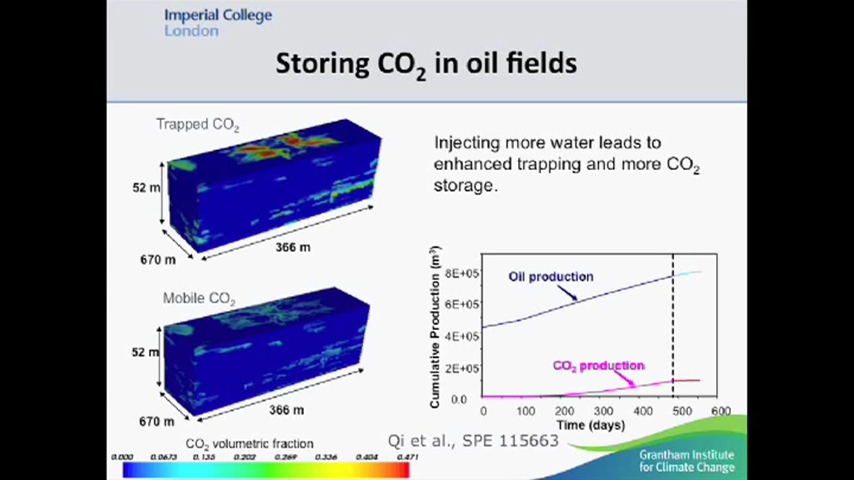 Imperial College
London
Storing CO₂ in oil fields
Trapped CO₂
52 m
670 m
366 m
Mobile CO₂
52 m
670 m
366 m
CO₂ volumetric fraction
0.000 0.0673 0.135 0.202 0.269 0.336 0.404 0.471
Injecting more water leads to
enhanced trapping and more CO₂
storage.
Cumulative Production (m³)
8E+05
6E+05
4E+05
2E+05
0.0
Oil production
CO₂ production
0 100 200 300 400 500 600
Time (days)
Qi et al., SPE 115663
Grantham Institute
for Climate Change